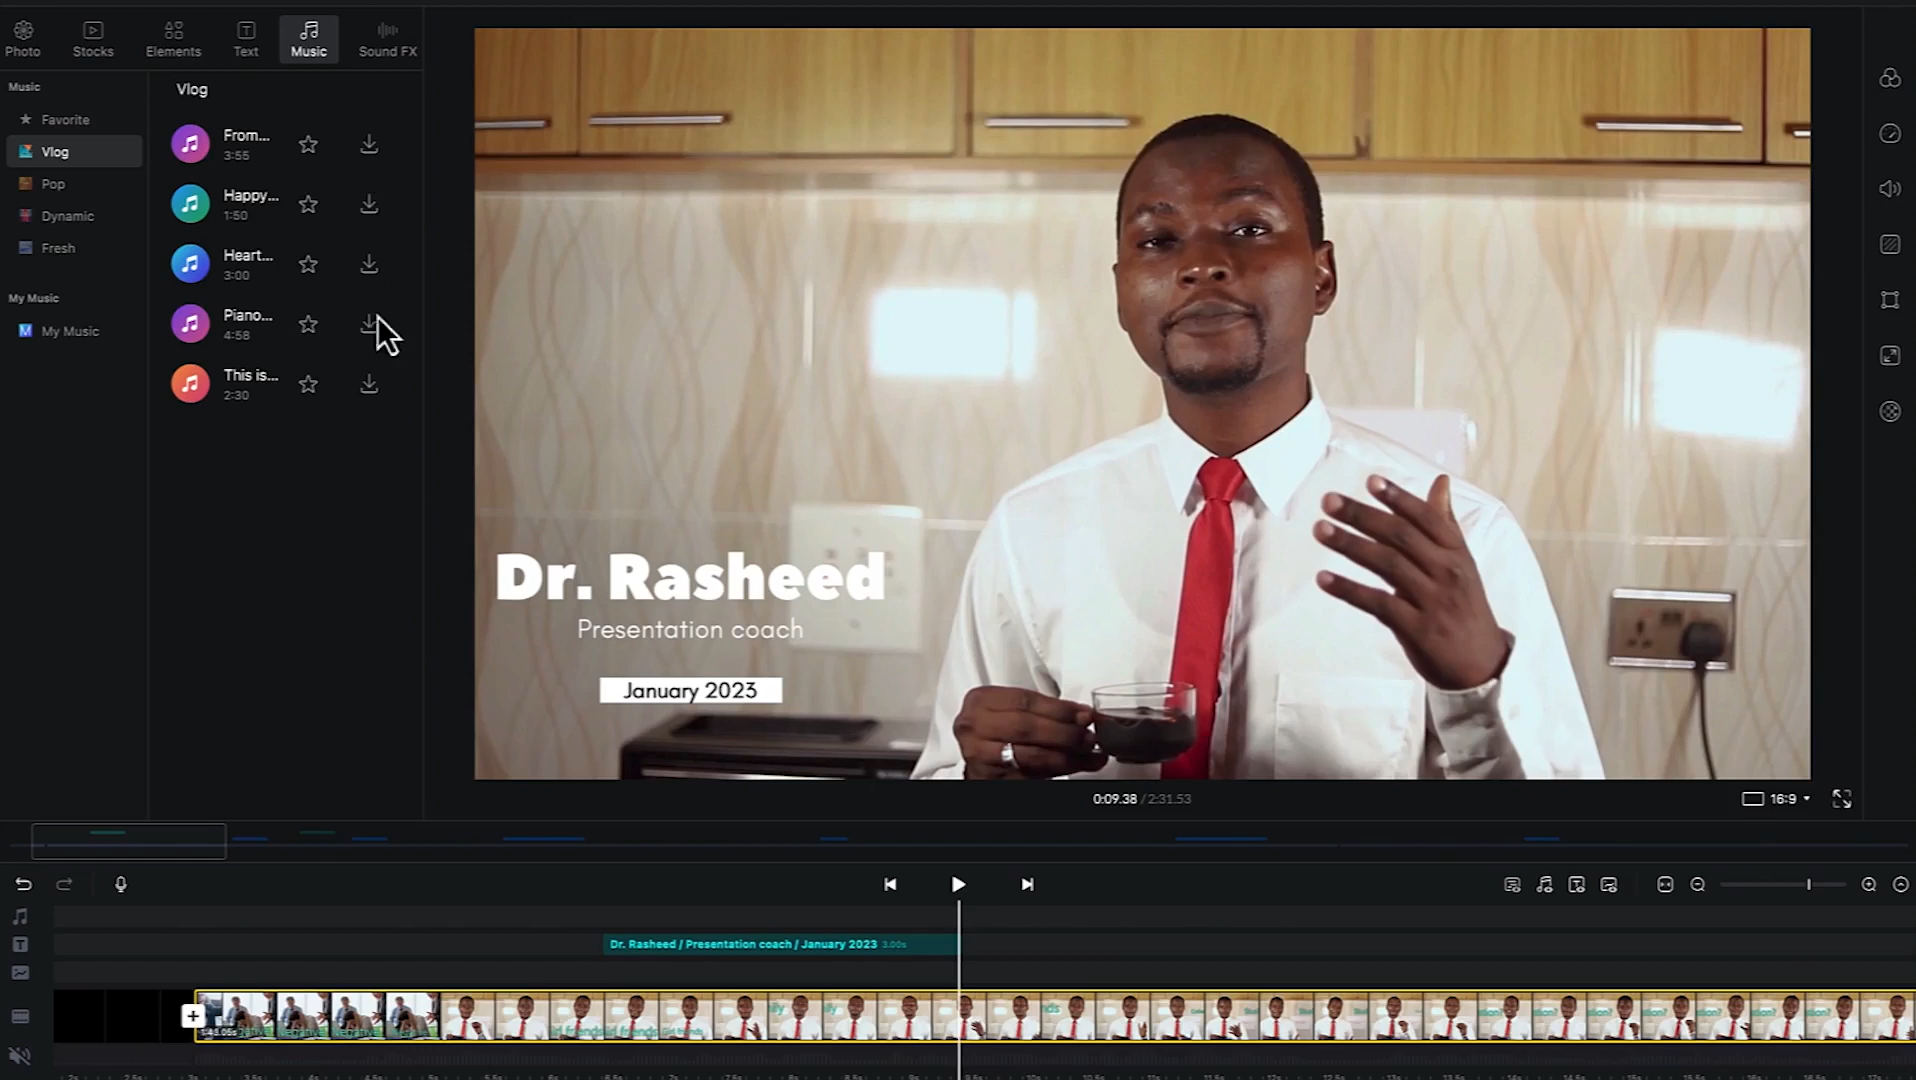 Photo
Stocks
Elements
Text
Music
Sound FX
Music
Favorite
Vlog
Pop
Dynamic
Fresh
My Music
My Music
Vlog
From...
3:55
Happy...
1:50
Heart...
3:00
Piano...
4:58
This is...
2:30
Dr. Rasheed
Presentation coach
January 2023
0:09.38 / 2:31.53
16:9
Dr. Rasheed / Presentation coach / January 2023 3.00s